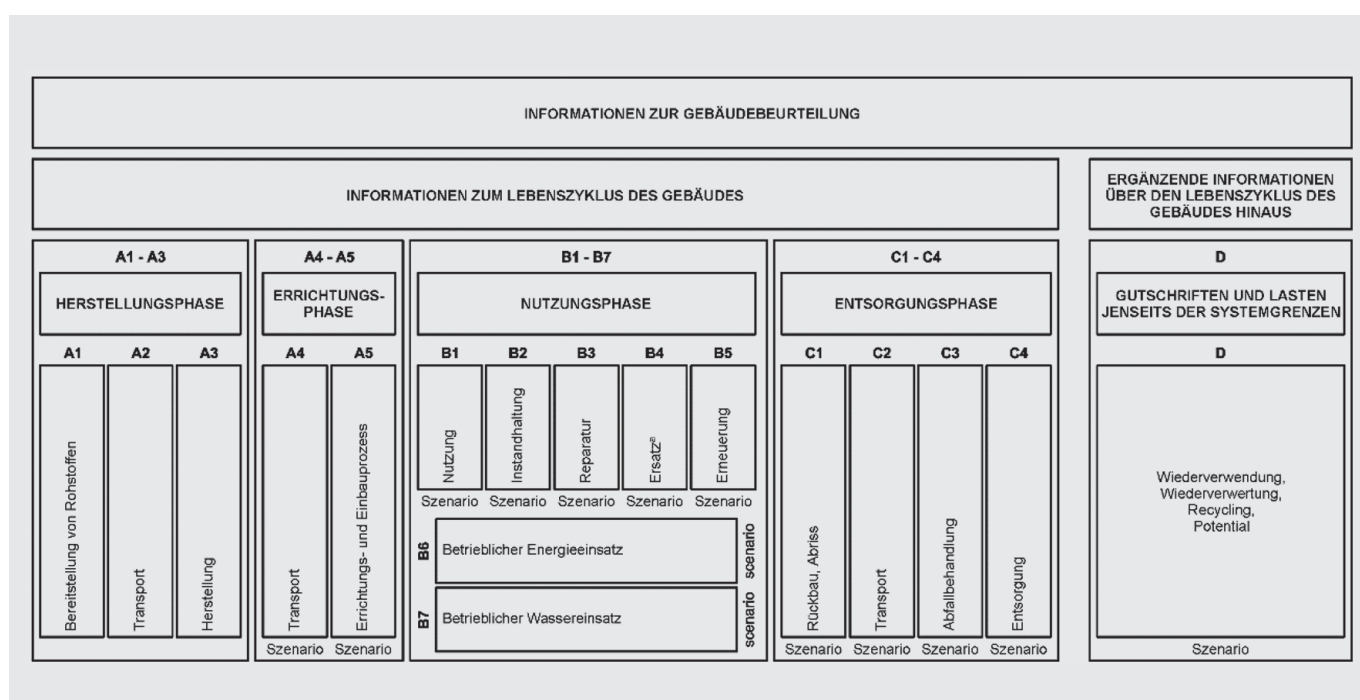 INFORMATIONEN ZUR GEBÄUDEBEURTEILUNG
INFORMATIONEN ZUM LEBENSZYKLUS DES GEBÄUDES
ERGÄNZENDE INFORMATIONEN
ÜBER DEN LEBENSZYKLUS DES
GEBÄUDES HINAUS
A1 - A3
HERSTELLUNGSPHASE
A1
A2
A3
Bereitstellung von Rohstoffen
Transport
Herstellung
A4 - A5
ERRICHTUNGS-
PHASE
A4
A5
Transport
Errichtungs- und Einbauprozess
Szenario
Szenario
B1 - B7
NUTZUNGSPHASE
B1
B2
B3
B4
B5
Nutzung
Instandhaltung
Reparatur
Ersatzª
Erneuerung
Szenario
Szenario
Szenario
Szenario
Szenario
B6
Betrieblicher Energieeinsatz
scenario
B7
Betrieblicher Wassereinsatz
scenario
C1 - C4
ENTSORGUNGSPHASE
C1
C2
C3
C4
Rückbau, Abriss
Transport
Abfallbehandlung
Entsorgung
Szenario
Szenario
Szenario
Szenario
D
GUTSCHRIFTEN UND LASTEN
JENSEITS DER SYSTEMGRENZEN
D
Wiederverwendung,
Wiederverwertung,
Recycling,
Potential
Szenario